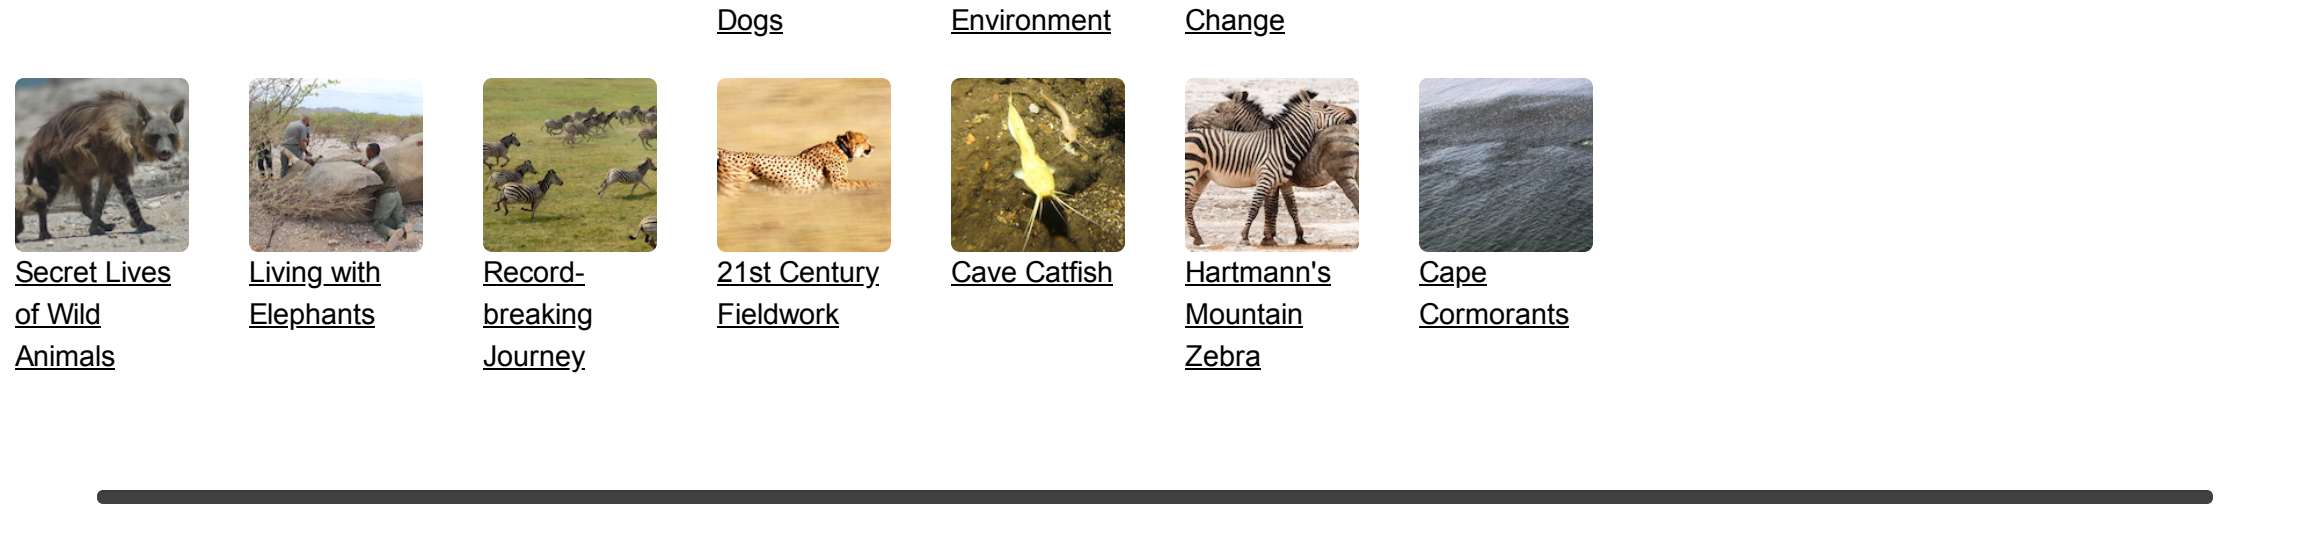 Dogs
Environment
Change
Secret Lives
of Wild
Animals
Living with
Elephants
Record-
breaking
Journey
21st Century
Fieldwork
Cave Catfish
Hartmann's
Mountain
Zebra
Cape
Cormorants